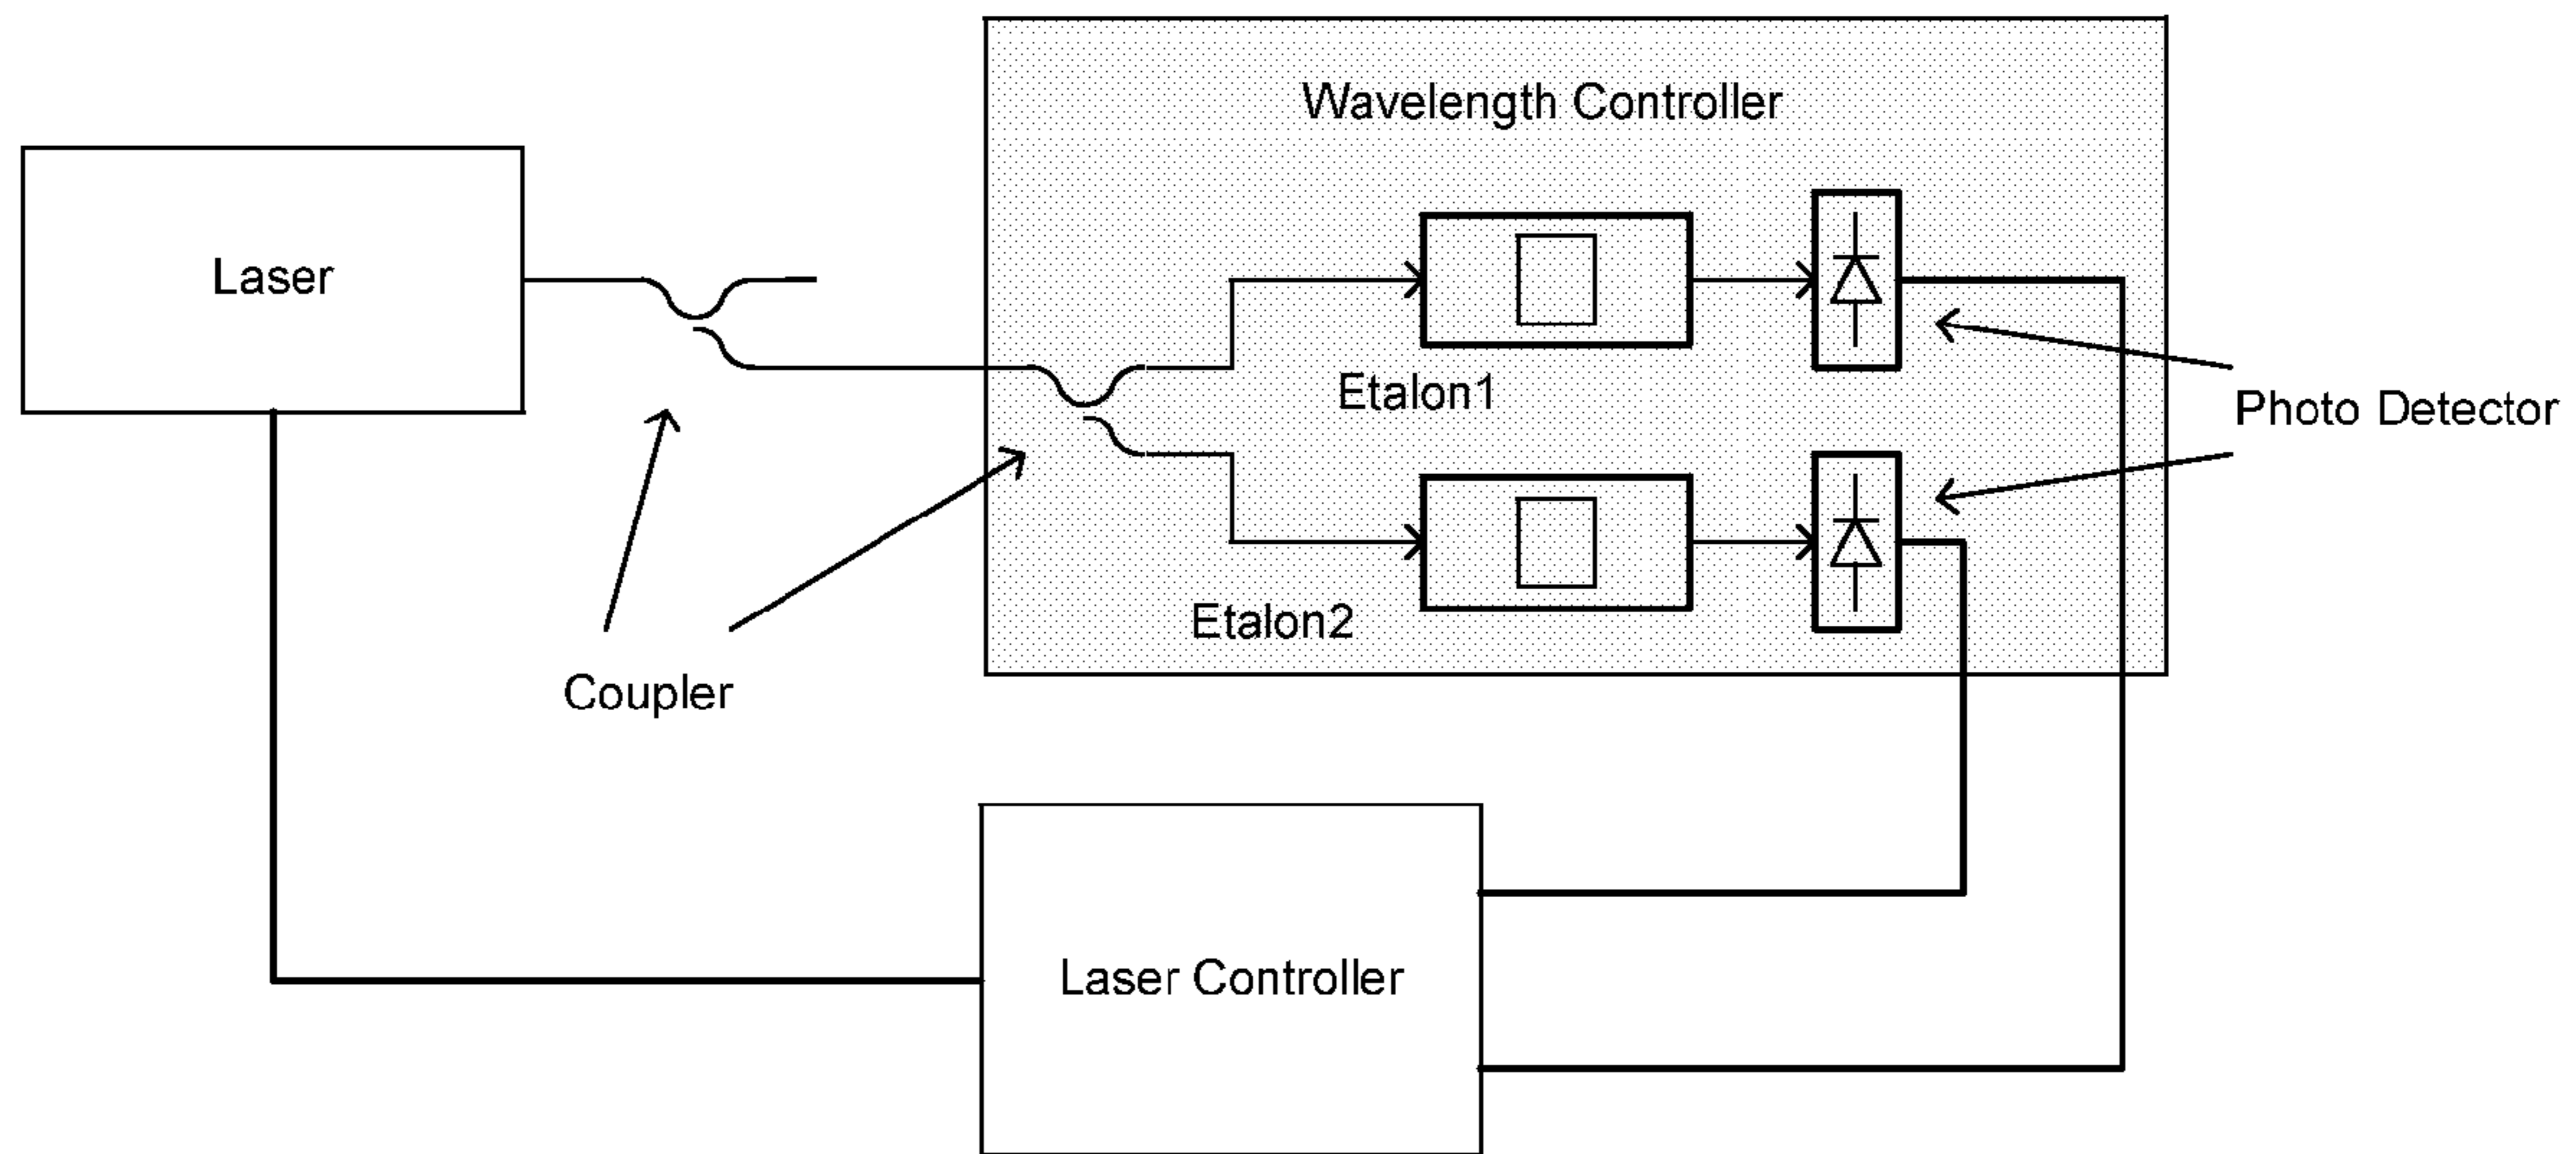 Wavelength Controller
Laser
Etalon1
Photo Detector
Etalon2
Coupler
Laser Controller